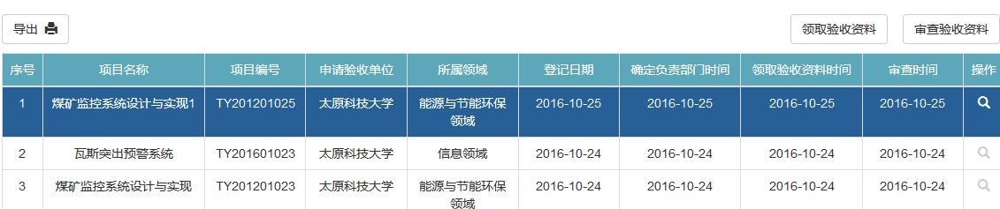 导出
领取验收资料 审查验收资料
序号 项目名称 项目编号 申请验收单位 所属领域 登记日期 确定负责部门时间 领取验收资料时间 审查时间 操作
1 煤矿监控系统设计与实现1 TY201201025 太原科技大学 能源与节能环保 2016-10-25 2016-10-25 2016-10-25 2016-10-25
领域
2 瓦斯突出预警系统 TY201601023 太原科技大学 信息领域 2016-10-24 2016-10-24 2016-10-24 2016-10-24
3 煤矿监控系统设计与实现 TY201201023 太原科技大学 能源与节能环保 2016-10-24 2016-10-24 2016-10-24 2016-10-24
领域